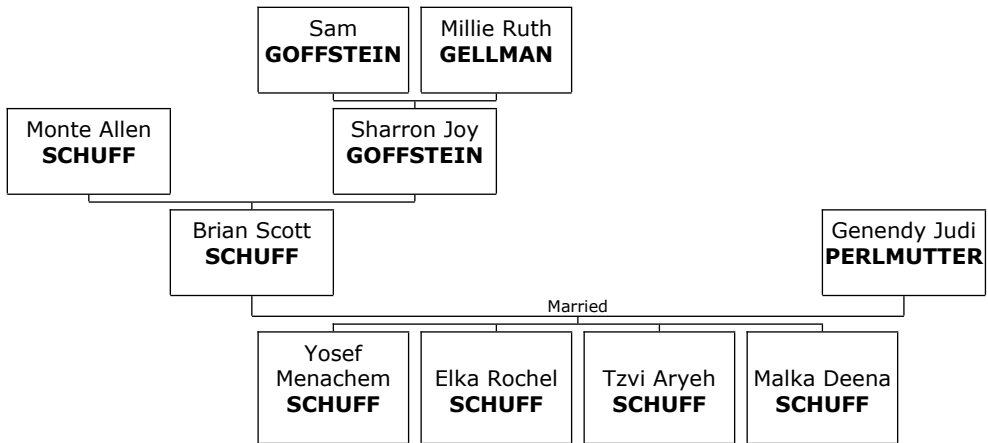 Sam
GOFFSTEIN
Millie Ruth
GELLMAN
Monte Allen
SCHUFF
Sharron Joy
GOFFSTEIN
Brian Scott
SCHUFF
Genendy Judi
PERLMUTTER
Married
Yosef
Menachem
SCHUFF
Elka Rochel
SCHUFF
Tzvi Aryeh
SCHUFF
Malka Deena
SCHUFF